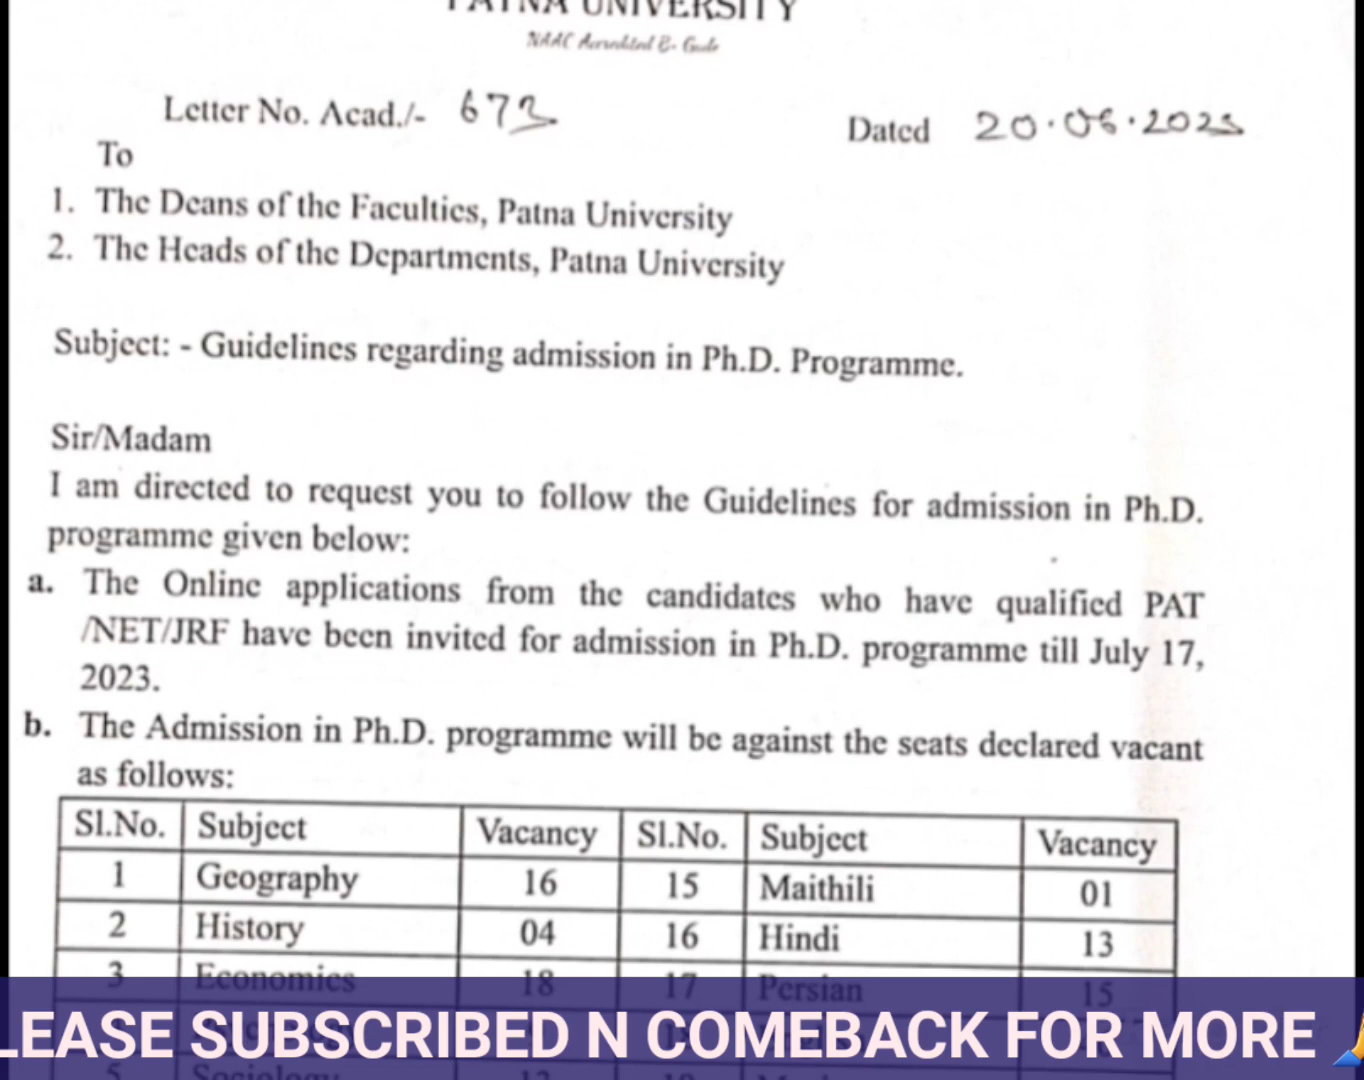 PATNA UNIVERSITY
NAAC Accredited B+ Grade
Letter No. Acad./- 673
Dated 20.06.2023
To
1. The Deans of the Faculties, Patna University
2. The Heads of the Departments, Patna University
Subject: - Guidelines regarding admission in Ph.D. Programme.
Sir/Madam
I am directed to request you to follow the Guidelines for admission in Ph.D.
programme given below:
a. The Online applications from the candidates who have qualified PAT
/NET/JRF have been invited for admission in Ph.D. programme till July 17,
2023.
b. The Admission in Ph.D. programme will be against the seats declared vacant
as follows:
Sl.No. Subject Vacancy Sl.No. Subject Vacancy
1 Geography 16 15 Maithili 01
2 History 04 16 Hindi 13
3 Economics 18 17 Persian 15
LEASE SUBSCRIBED N COMEBACK FOR MORE
5 Sociology